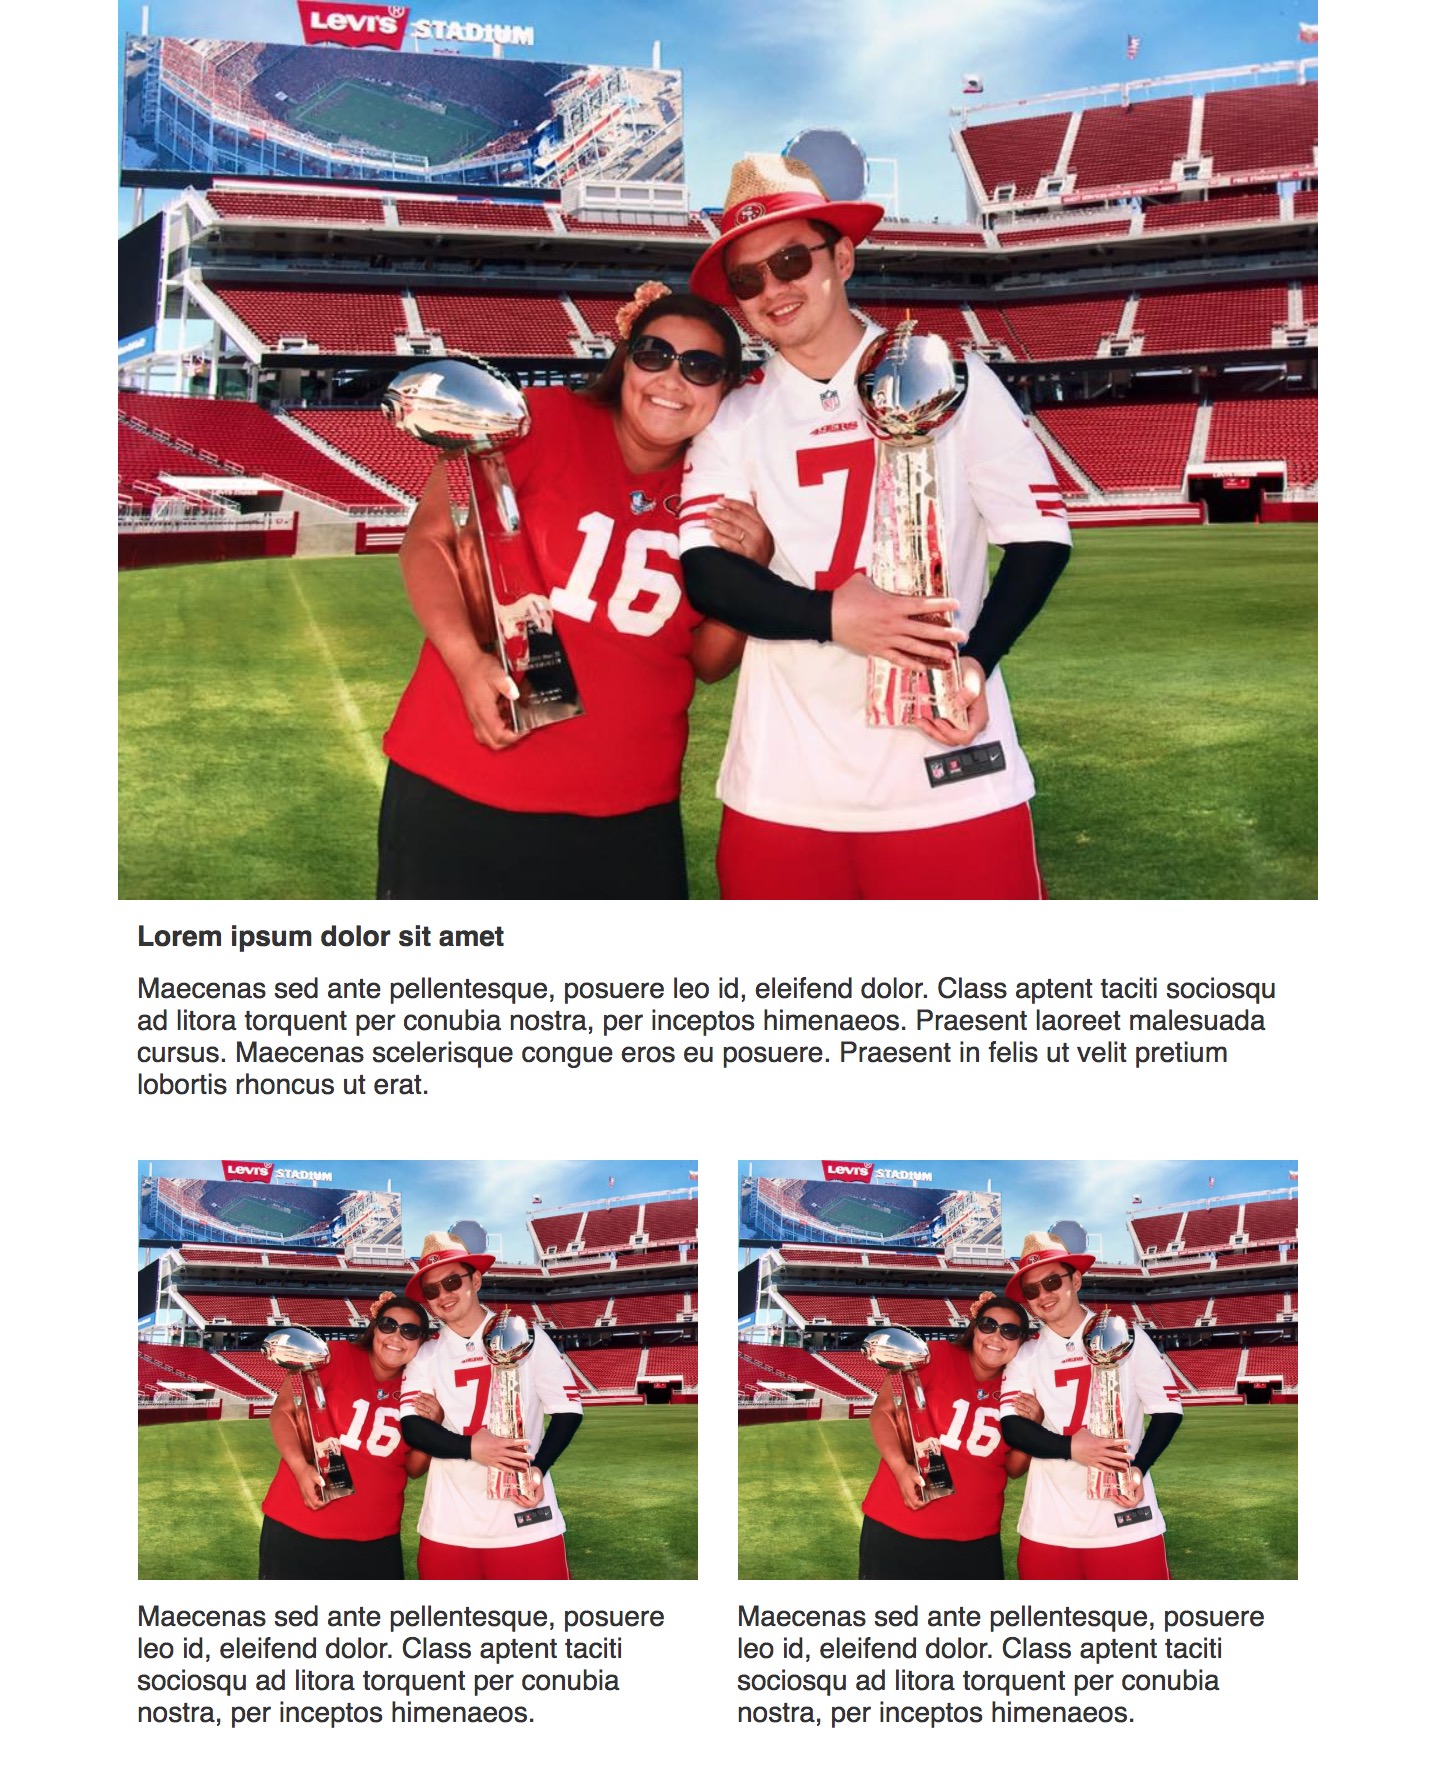 LEVI'S® STADIUM
49ERS
16
7
Lorem ipsum dolor sit amet
Maecenas sed ante pellentesque, posuere leo id, eleifend dolor. Class aptent taciti sociosqu
ad litora torquent per conubia nostra, per inceptos himenaeos. Praesent laoreet malesuada
cursus. Maecenas scelerisque congue eros eu posuere. Praesent in felis ut velit pretium
lobortis rhoncus ut erat.
LEVI'S® STADIUM
16
7
LEVI'S® STADIUM
16
7
Maecenas sed ante pellentesque, posuere
leo id, eleifend dolor. Class aptent taciti
sociosqu ad litora torquent per conubia
nostra, per inceptos himenaeos.
Maecenas sed ante pellentesque, posuere
leo id, eleifend dolor. Class aptent taciti
sociosqu ad litora torquent per conubia
nostra, per inceptos himenaeos.